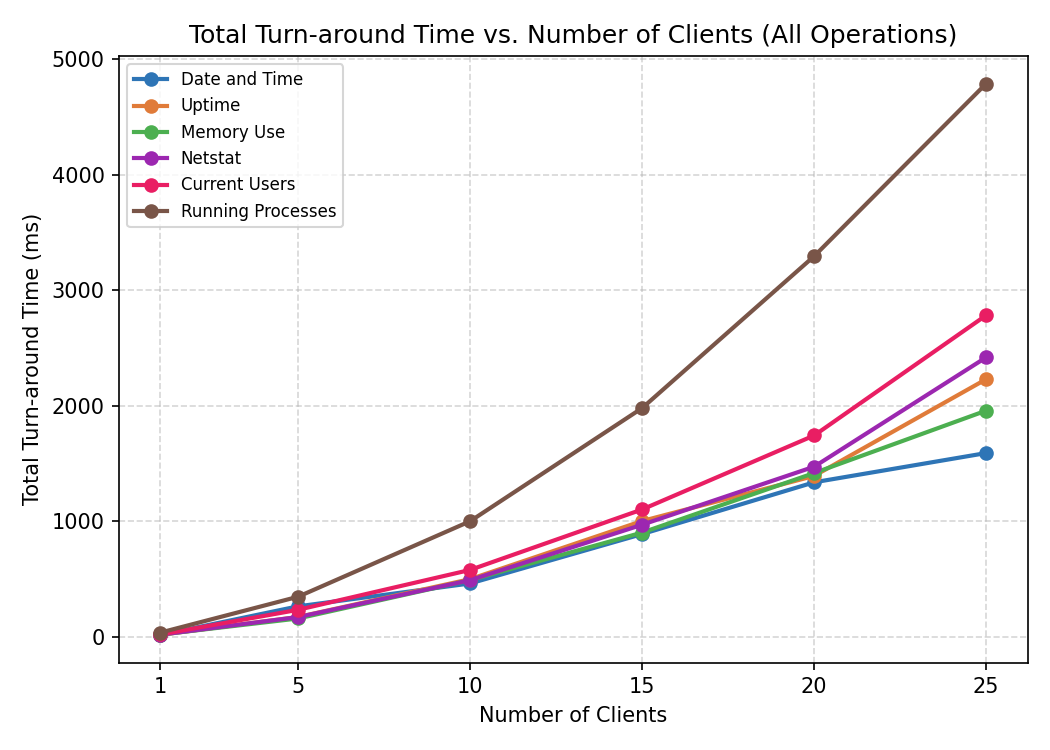 Total Turn-around Time vs. Number of Clients (All Operations)
Date and Time
Uptime
Memory Use
Netstat
Current Users
Running Processes
Total Turn-around Time (ms)
5000
4000
3000
2000
1000
0
1 5 10 15 20 25
Number of Clients